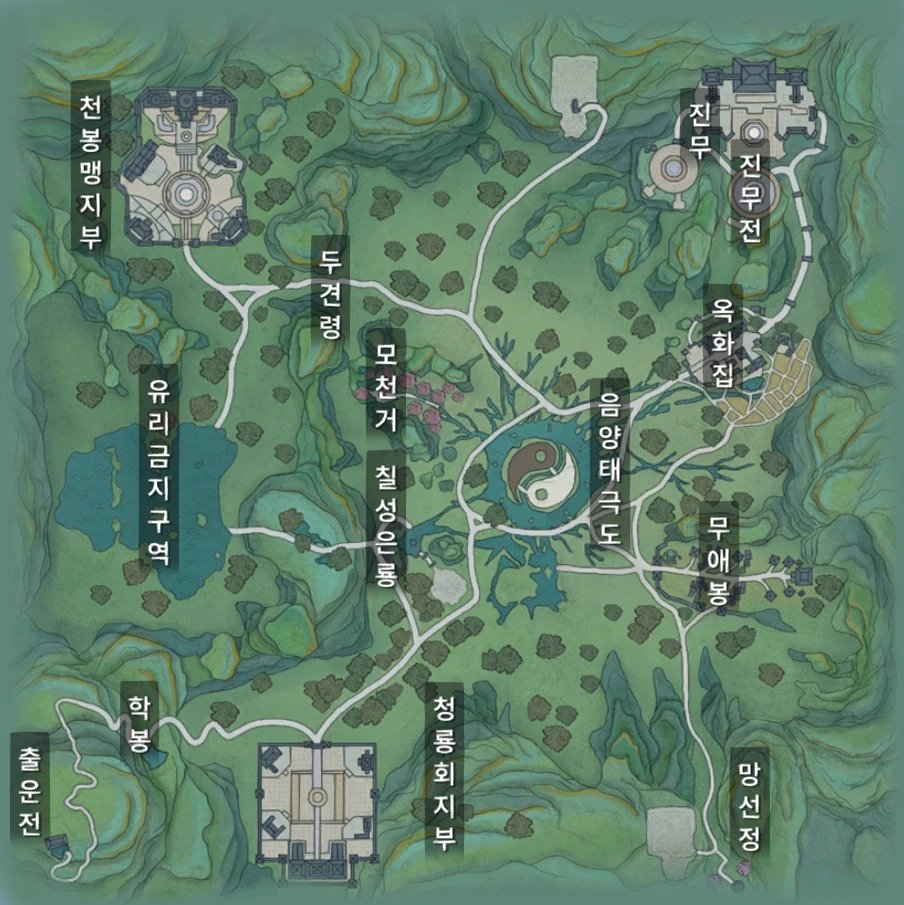 천봉맹지부
진무
진무전
두견령
옥화집
모천거
유리금지구역
음양태극도
칠성은룡
무애봉
학봉
청룡회지부
출운전
망선정